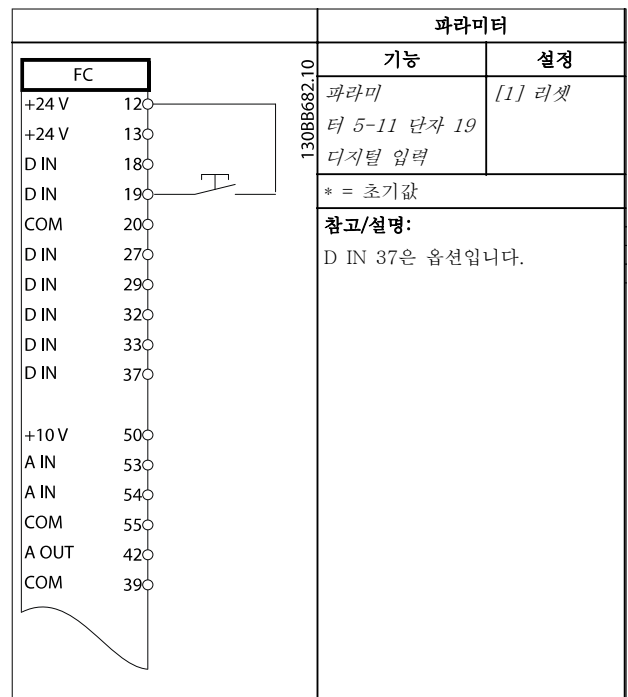 FC
+24 V 12
+24 V 13
D IN 18
D IN 19
COM 20
D IN 27
D IN 29
D IN 32
D IN 33
D IN 37
+10 V 50
A IN 53
A IN 54
COM 55
A OUT 42
COM 39
130BB682.10
파라미터
기능 설정
파라미 [1] 리셋
터 5-11 단자 19
디지털 입력
* = 초기값
참고/설명:
D IN 37은 옵션입니다.